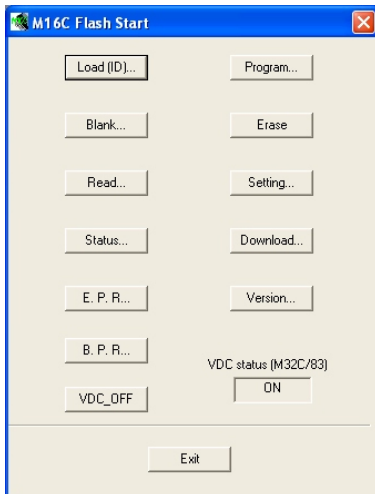 M16C Flash Start
Load (ID)... Program...
Blank... Erase
Read... Setting...
Status... Download...
E. P. R... Version...
B. P. R...
VDC status (M32C/83)
ON
VDC_OFF
Exit